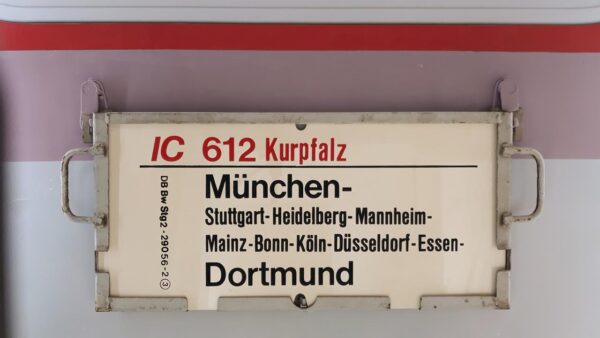 IC 612 Kurpfalz
München-
Stuttgart-Heidelberg-Mannheim-
Mainz-Bonn-Köln-Düsseldorf-Essen-
Dortmund
DB Bw Stg 2 - 29056-2 ③